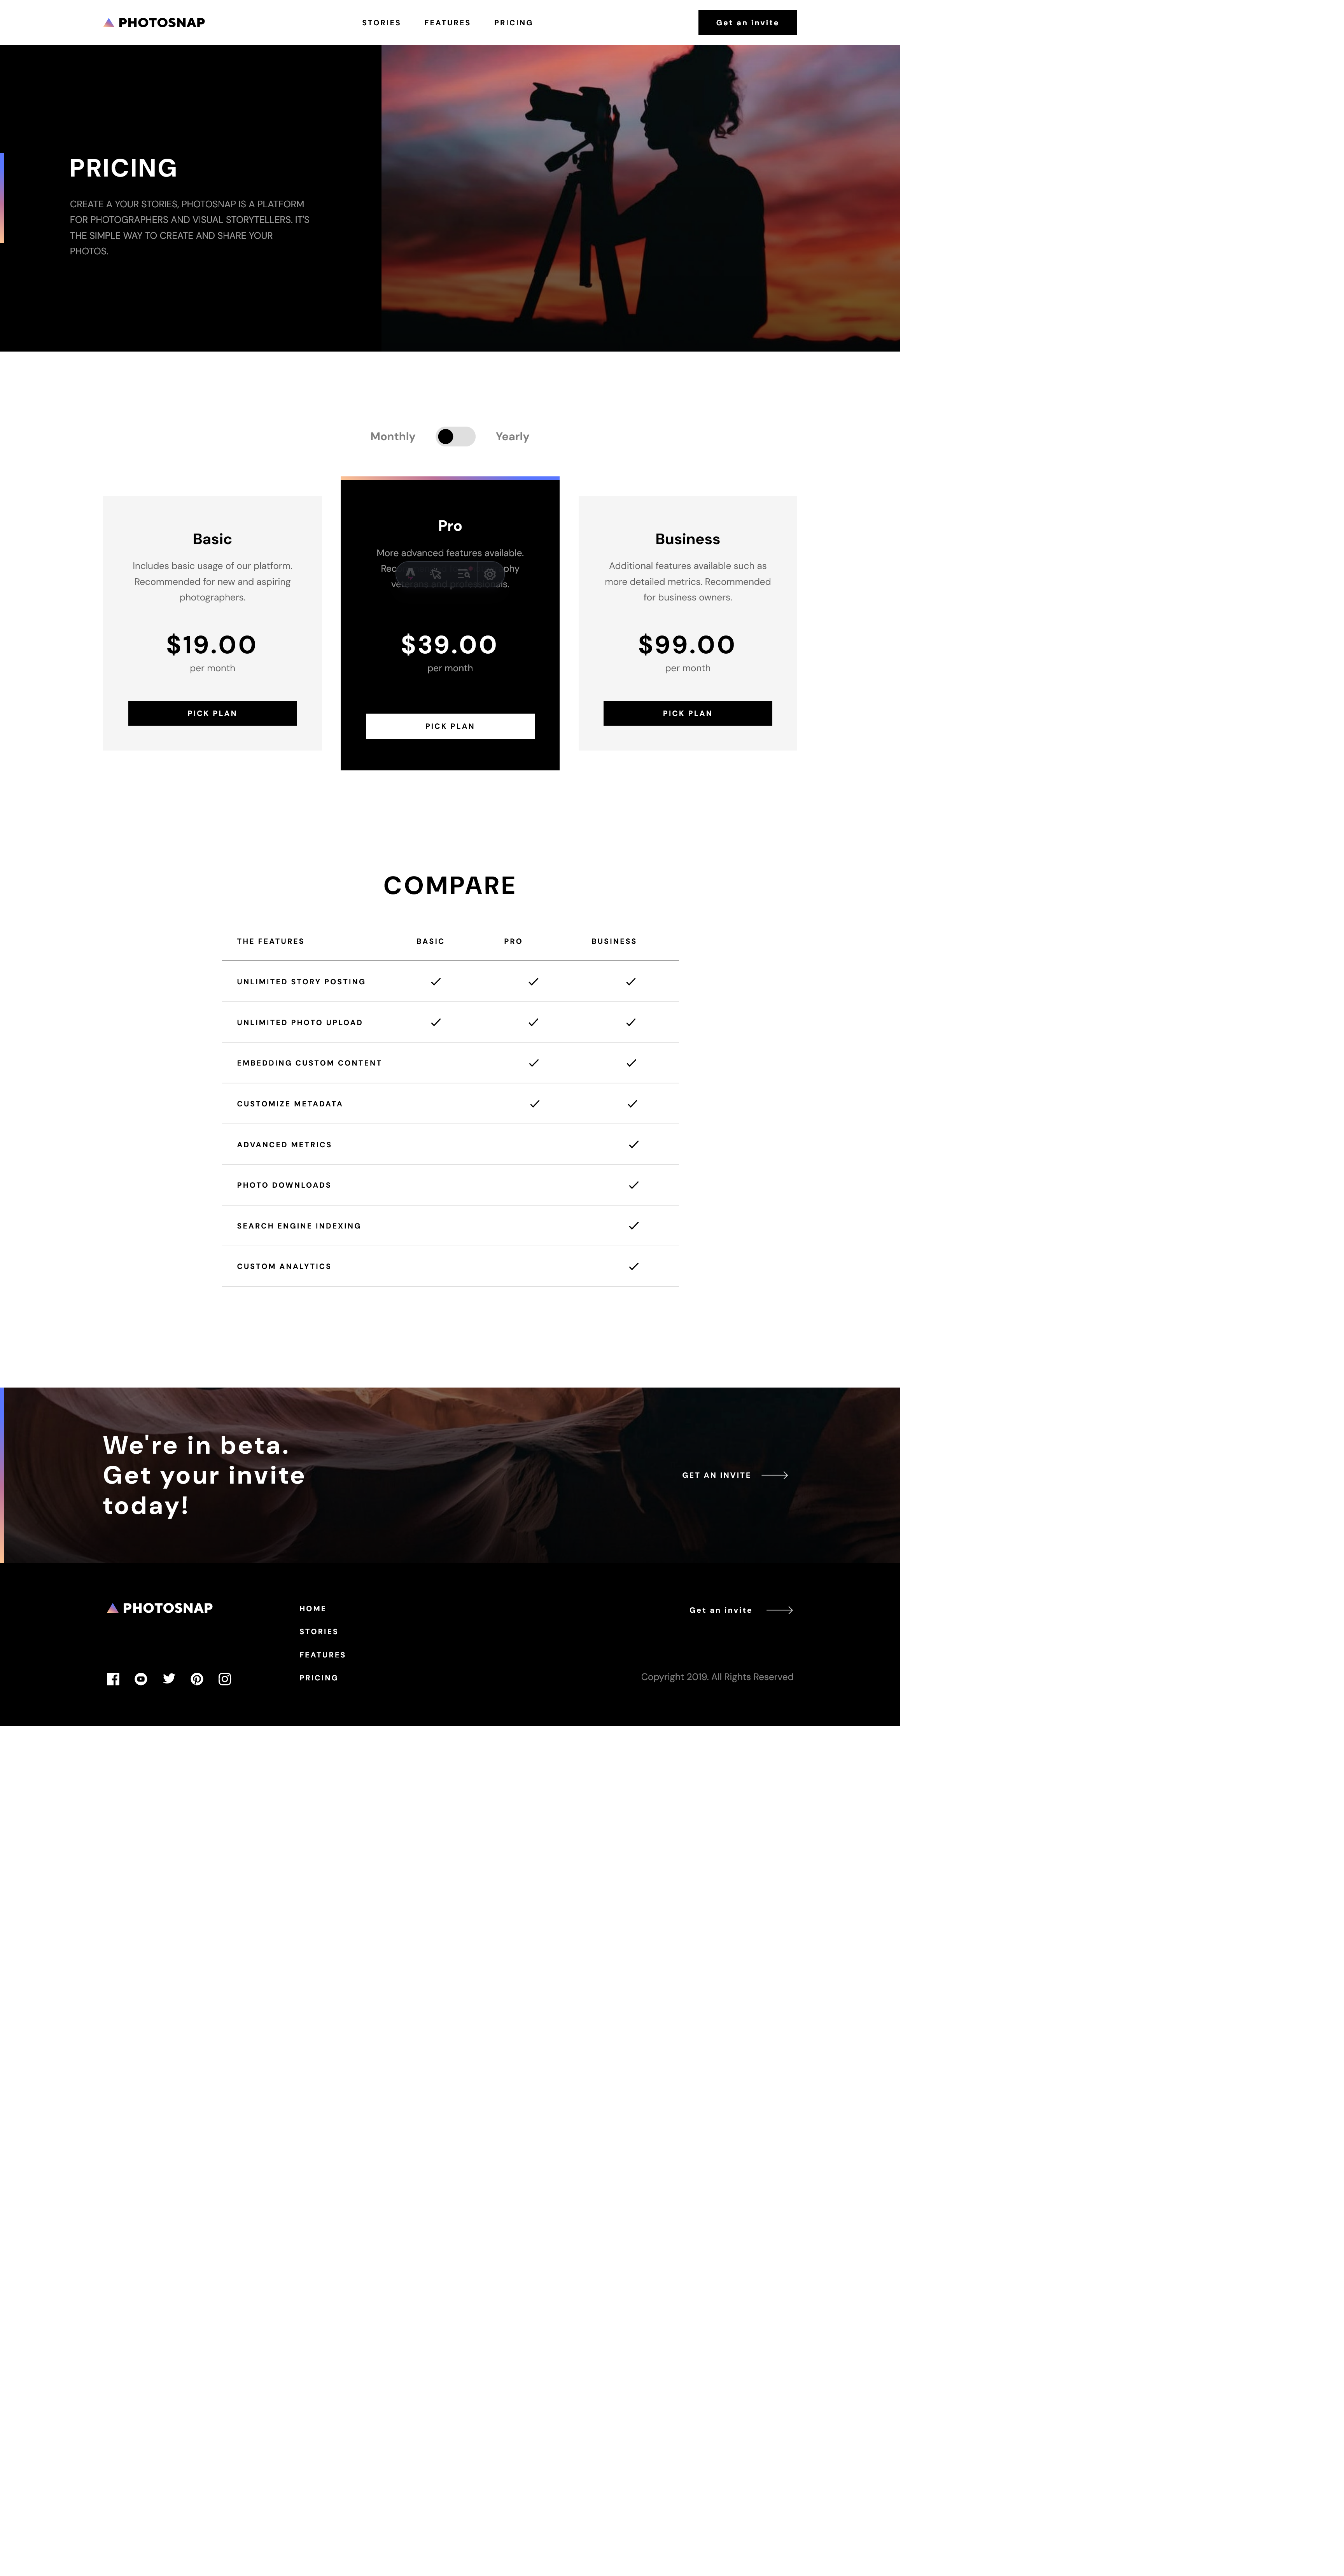 PHOTOSNAP
STORIES
FEATURES
PRICING
Get an invite
PRICING
CREATE A YOUR STORIES, PHOTOSNAP IS A PLATFORM
FOR PHOTOGRAPHERS AND VISUAL STORYTELLERS. IT'S
THE SIMPLE WAY TO CREATE AND SHARE YOUR
PHOTOS.
Monthly
Yearly
Basic
Includes basic usage of our platform.
Recommended for new and aspiring
photographers.
$19.00
per month
PICK PLAN
Pro
More advanced features available.
$39.00
per month
PICK PLAN
Business
Additional features available such as
more detailed metrics. Recommended
for business owners.
$99.00
per month
PICK PLAN
COMPARE
THE FEATURES BASIC PRO BUSINESS
UNLIMITED STORY POSTING
UNLIMITED PHOTO UPLOAD
EMBEDDING CUSTOM CONTENT
CUSTOMIZE METADATA
ADVANCED METRICS
PHOTO DOWNLOADS
SEARCH ENGINE INDEXING
CUSTOM ANALYTICS
We're in beta.
Get your invite
today!
GET AN INVITE
PHOTOSNAP
HOME
STORIES
FEATURES
PRICING
Get an invite
Copyright 2019. All Rights Reserved